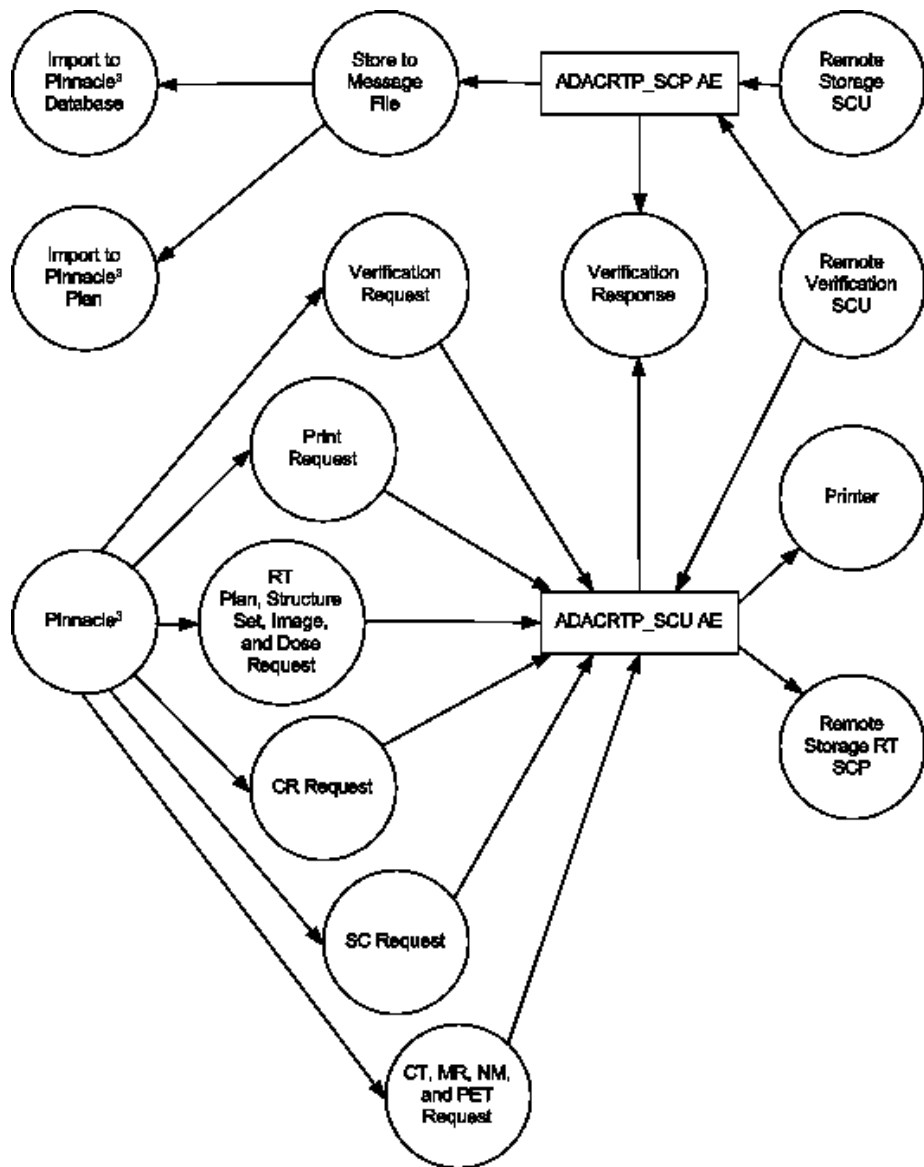 Import to
Pinnacle³
Database
Store to
Message
File
ADACRTP_SCP AE
Remote
Storage
SCU
Import to
Pinnacle³
Plan
Verification
Request
Verification
Response
Remote
Verification
SCU
Print
Request
Printer
Pinnacle³
RT
Plan, Structure
Set, Image,
and Dose
Request
ADACRTP_SCU AE
Remote
Storage RT
SCP
CR Request
SC Request
CT, MR, NM,
and PET
Request